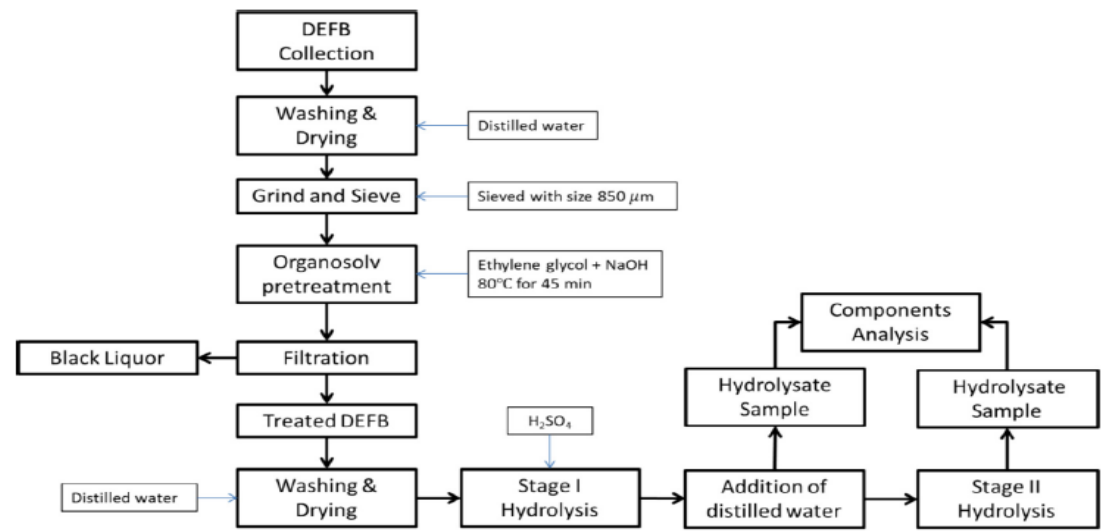 DEFB
Collection
Washing &
Drying
Distilled water
Grind and Sieve
Sieved with size 850 μm
Organosolv
pretreatment
Ethylene glycol + NaOH
80°C for 45 min
Components
Analysis
Black Liquor
Filtration
Hydrolysate
Sample
Hydrolysate
Sample
Treated DEFB
H₂SO₄
Distilled water
Washing &
Drying
Stage I
Hydrolysis
Addition of
distilled water
Stage II
Hydrolysis